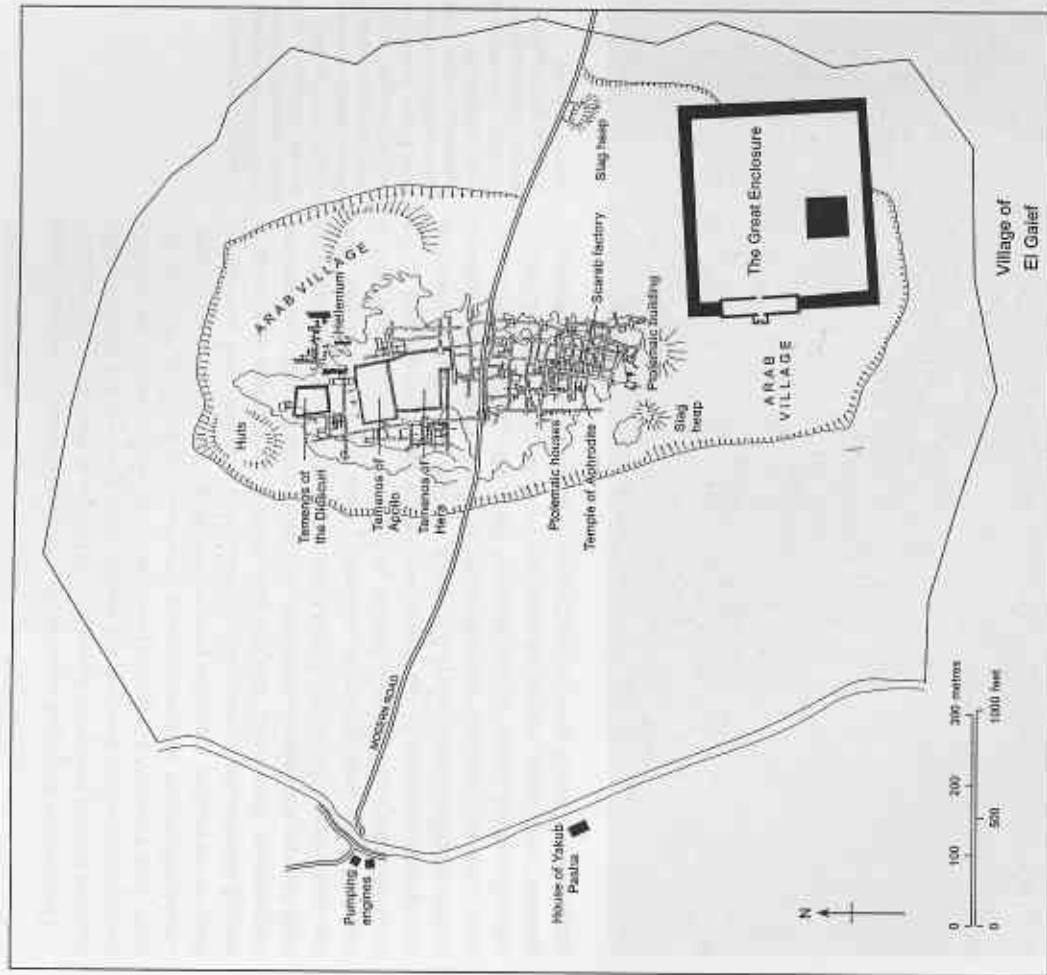 Huts
ARAB VILLAGE
Hellenium
Temenos of
the Dioscuri
Temenos of
Apollo
Temenos of
Hera
Pumping
engines
MODERN ROAD
Slag heap
Ptolematic houses
Temple of Aphrodite
Scarab factory
Ptolematic building
House of Yakub
Pasha
Slag
heap
The Great Enclosure
ARAB
VILLAGE
N
0 100 200 300 metres
0 500 1000 feet
Village of
El Gaief